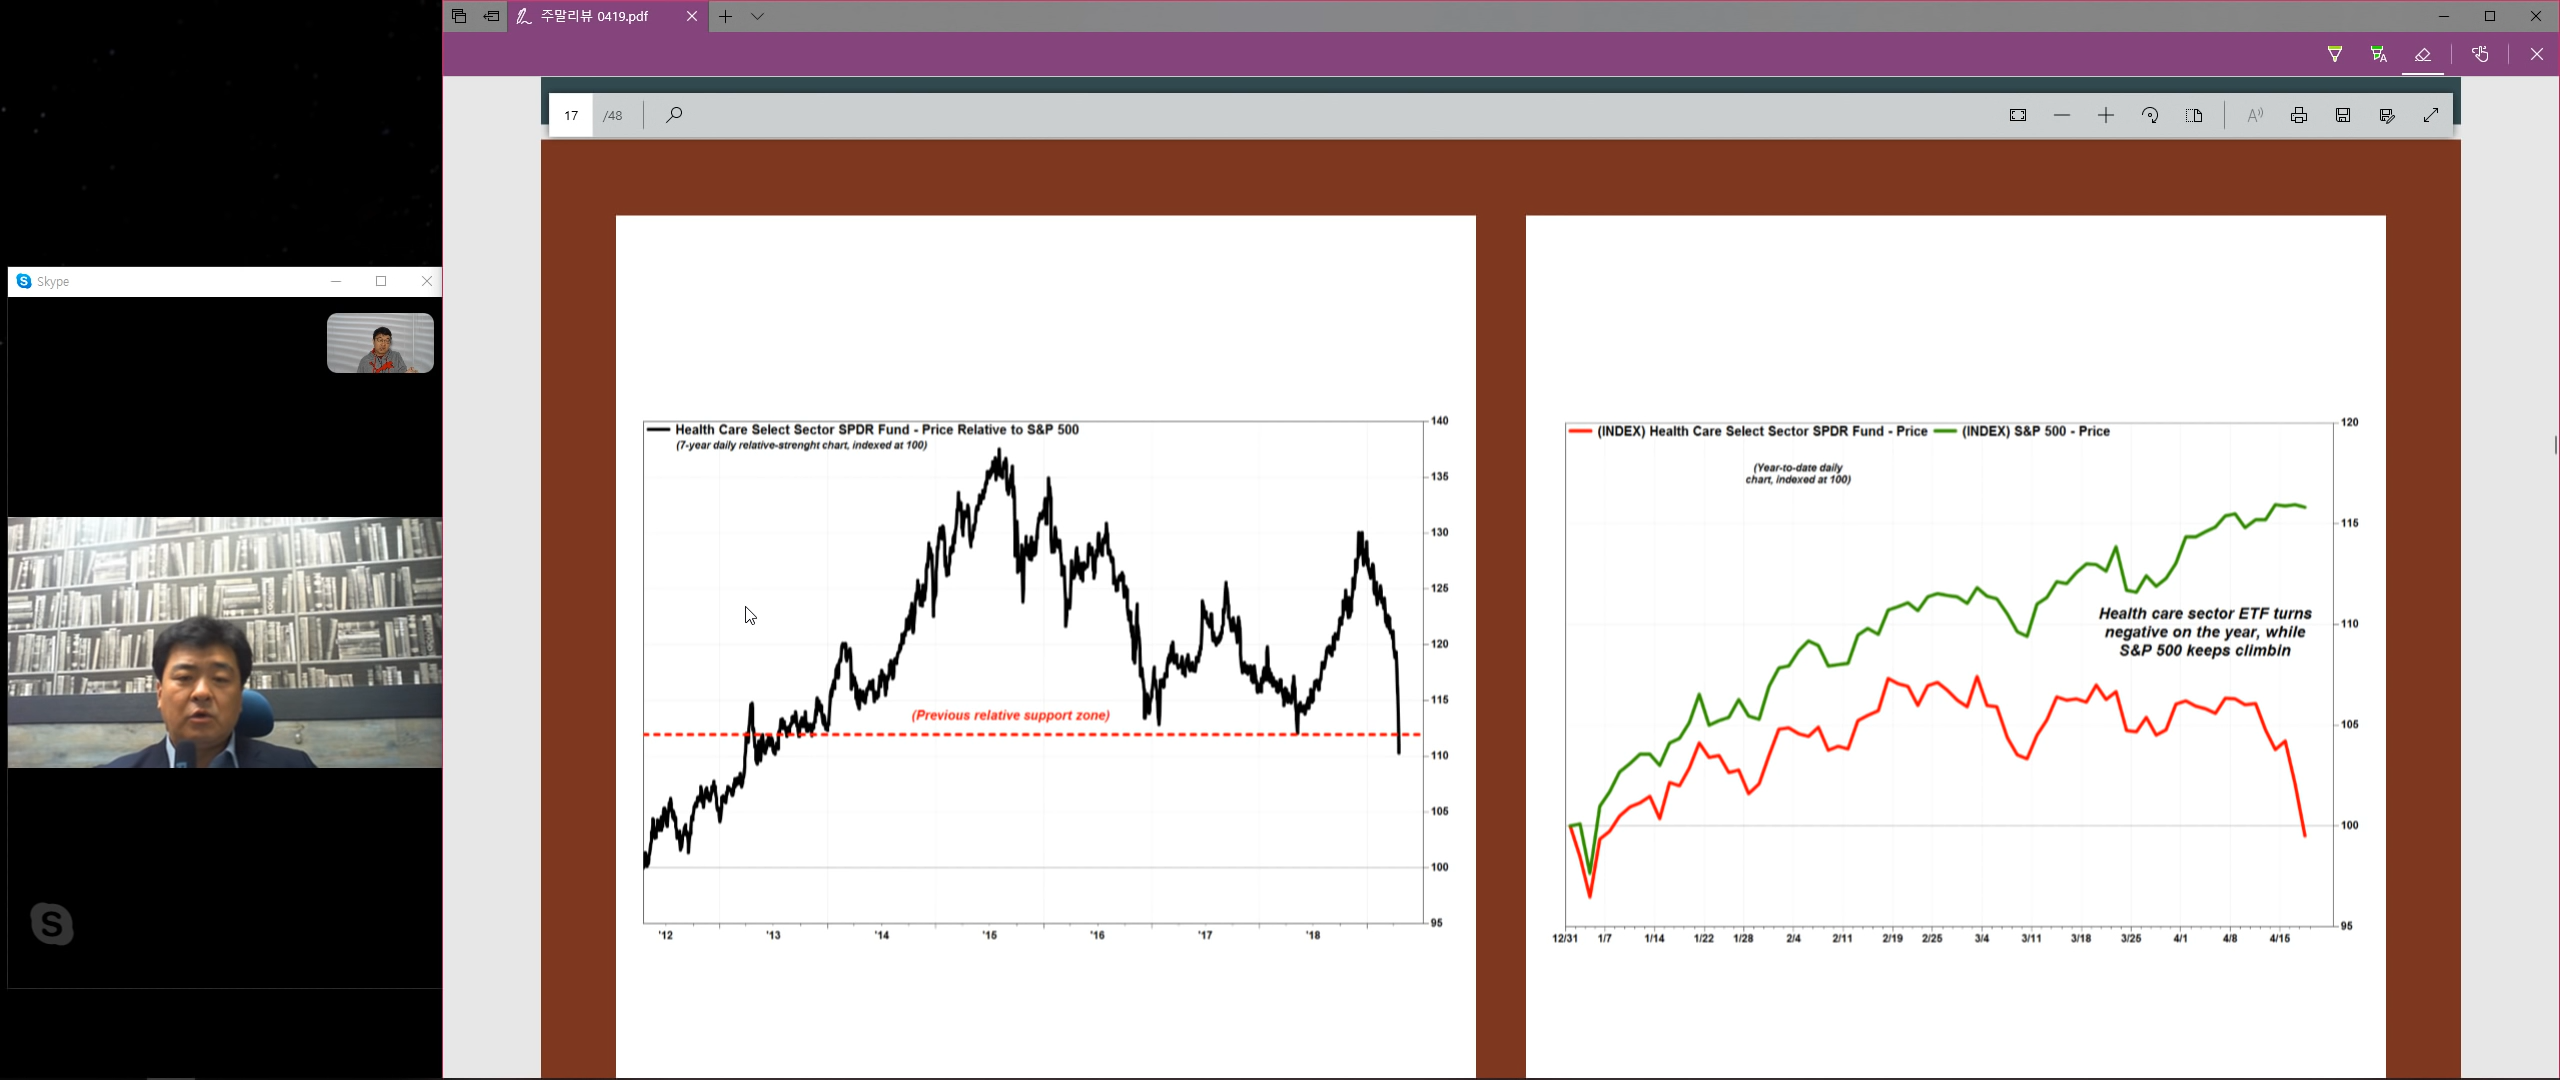 주말리뷰 0419.pdf
17 /48
Skype
Health Care Select Sector SPDR Fund - Price Relative to S&P 500
(7-year daily relative-strenght chart, indexed at 100)
(Previous relative support zone)
140
135
130
125
120
115
110
105
100
95
'12 '13 '14 '15 '16 '17 '18
(INDEX) Health Care Select Sector SPDR Fund - Price (INDEX) S&P 500 - Price
(Year-to-date daily
chart, indexed at 100)
Health care sector ETF turns
negative on the year, while
S&P 500 keeps climbin
120
115
110
105
100
95
12/31 1/7 1/14 1/22 1/28 2/4 2/11 2/19 2/25 3/4 3/11 3/18 3/25 4/1 4/8 4/15